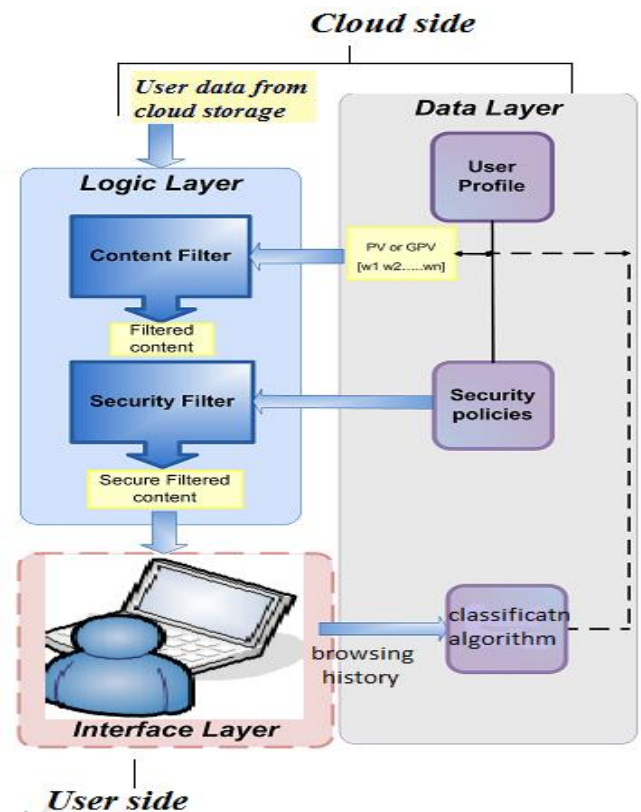 Cloud side
User data from
cloud storage
Data Layer
User
Profile
Logic Layer
Content Filter
PV or GPV
[w1 w2.....wn]
Filtered
content
Security Filter
Security
policies
Secure Filtered
content
classificatn
algorithm
browsing
history
Interface Layer
User side